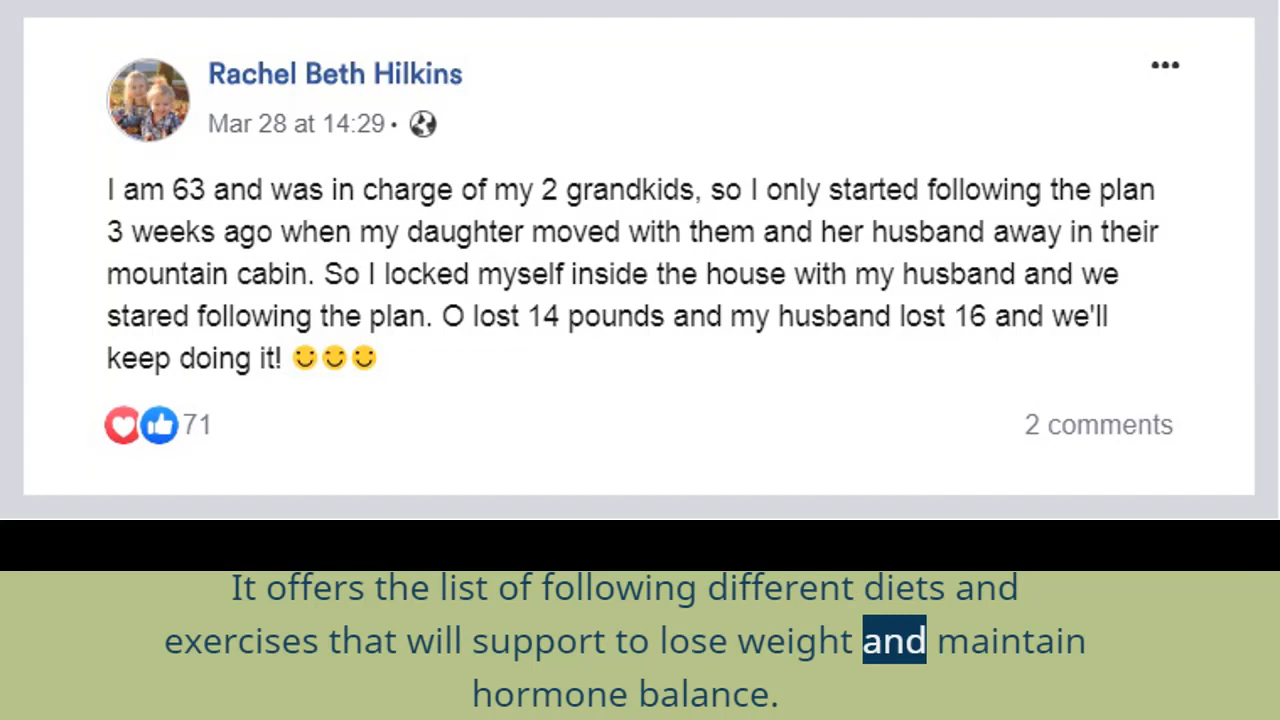 Rachel Beth Hilkins
...
Mar 28 at 14:29 ·
I am 63 and was in charge of my 2 grandkids, so I only started following the plan
3 weeks ago when my daughter moved with them and her husband away in their
mountain cabin. So I locked myself inside the house with my husband and we
stared following the plan. O lost 14 pounds and my husband lost 16 and we'll
keep doing it! 😊😊😊
71
2 comments
It offers the list of following different diets and
exercises that will support to lose weight and maintain
hormone balance.